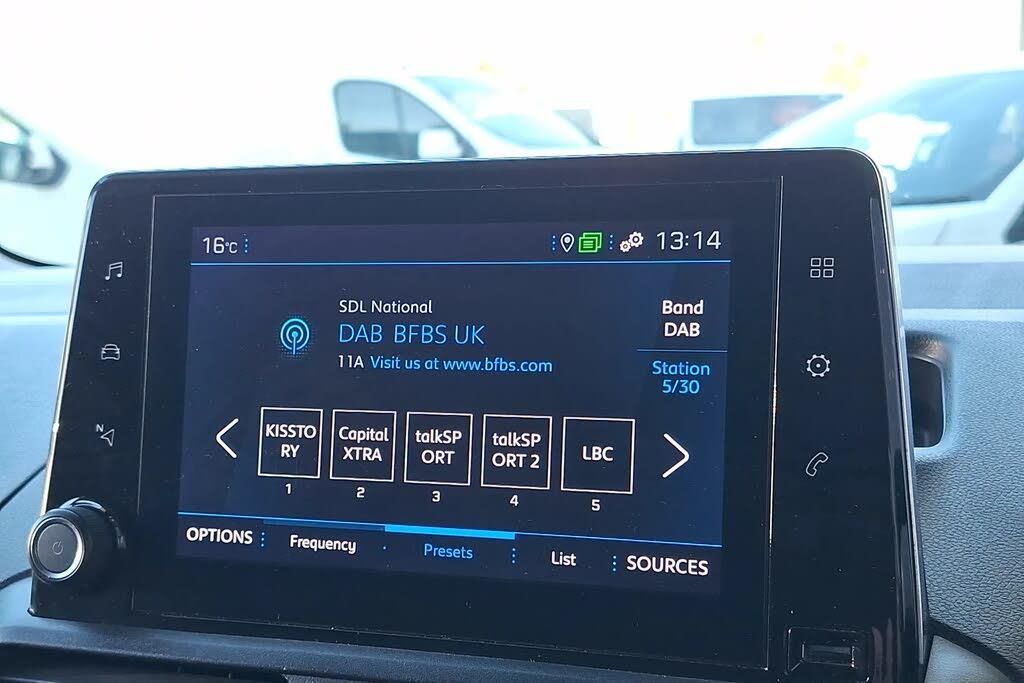 16°C
13:14
SDL National
DAB BFBS UK
11A Visit us at www.bfbs.com
Band
DAB
Station
5/30
KISSTO
RY
Capital
XTRA
talkSP
ORT
talkSP
ORT 2
LBC
1
2
3
4
5
OPTIONS
Frequency
Presets
List
SOURCES
N